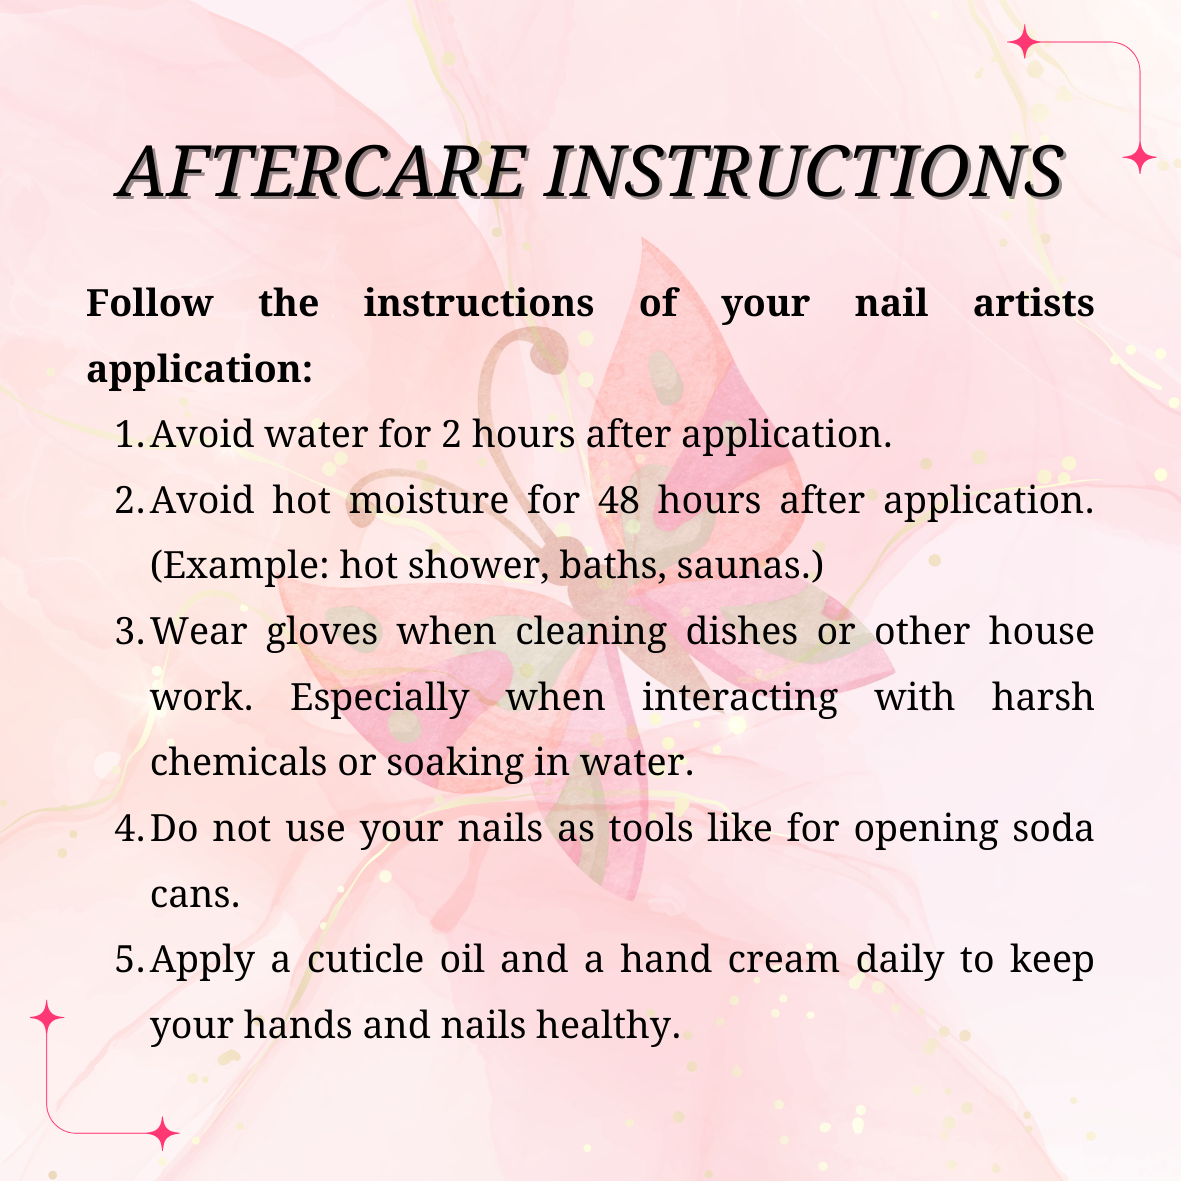 AFTERCARE INSTRUCTIONS
Follow the instructions of your nail artists
application:
1. Avoid water for 2 hours after application.
2. Avoid hot moisture for 48 hours after application.
(Example: hot shower, baths, saunas.)
3. Wear gloves when cleaning dishes or other house
work. Especially when interacting with harsh
chemicals or soaking in water.
4. Do not use your nails as tools like for opening soda
cans.
5. Apply a cuticle oil and a hand cream daily to keep
your hands and nails healthy.